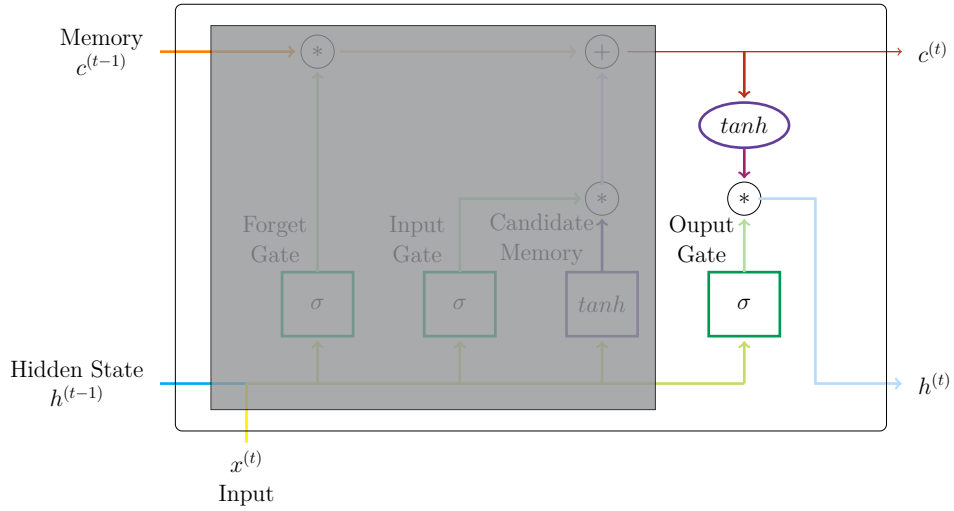 Memory
c^{(t−1)}
*
+
c^{(t)}
tanh
*
*
Forget
Gate
Input
Gate
Candidate
Memory
Ouput
Gate
σ
σ
tanh
σ
Hidden State
h^{(t−1)}
h^{(t)}
x^{(t)}
Input